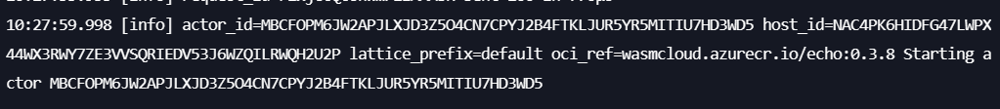 10:27:59.998 [info] actor_id=MBCFOPM6JW2APJLXJD3Z5O4CN7CPYJ2B4FTKLJUR5YR5MITIU7HD3WD5 host_id=NAC4PK6HIDFG47LWPX
44WX3RWY7ZE3VVSQRIEDV53J6WZQILRWQH2U2P lattice_prefix=default oci_ref=wasmcloud.azurecr.io/echo:0.3.8 Starting a
ctor MBCFOPM6JW2APJLXJD3Z5O4CN7CPYJ2B4FTKLJUR5YR5MITIU7HD3WD5